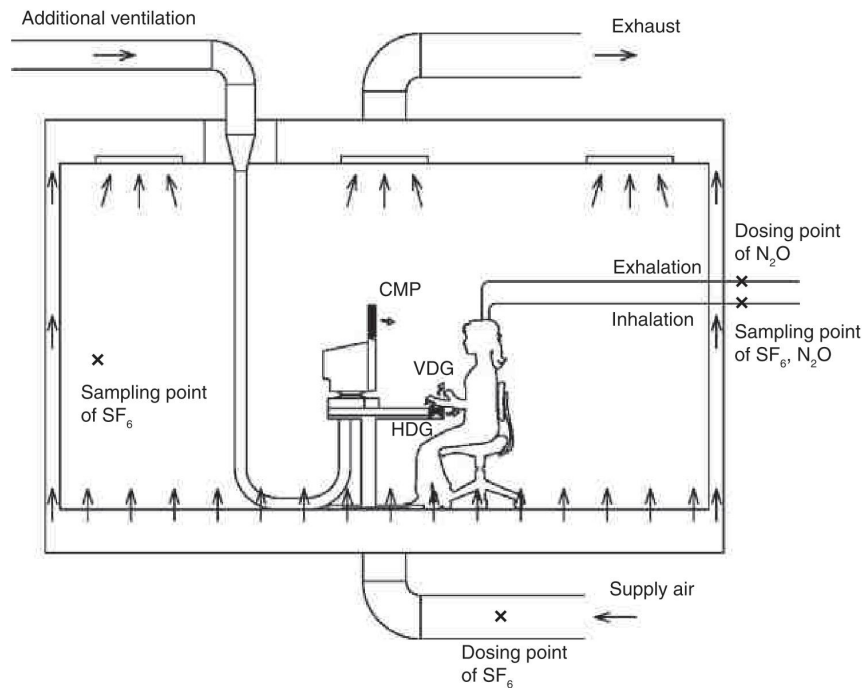 Additional ventilation
Exhaust
Dosing point
of N₂O
Exhalation
CMP
Inhalation
Sampling point
of SF₆, N₂O
VDG
Sampling point
of SF₆
HDG
Supply air
Dosing point
of SF₆